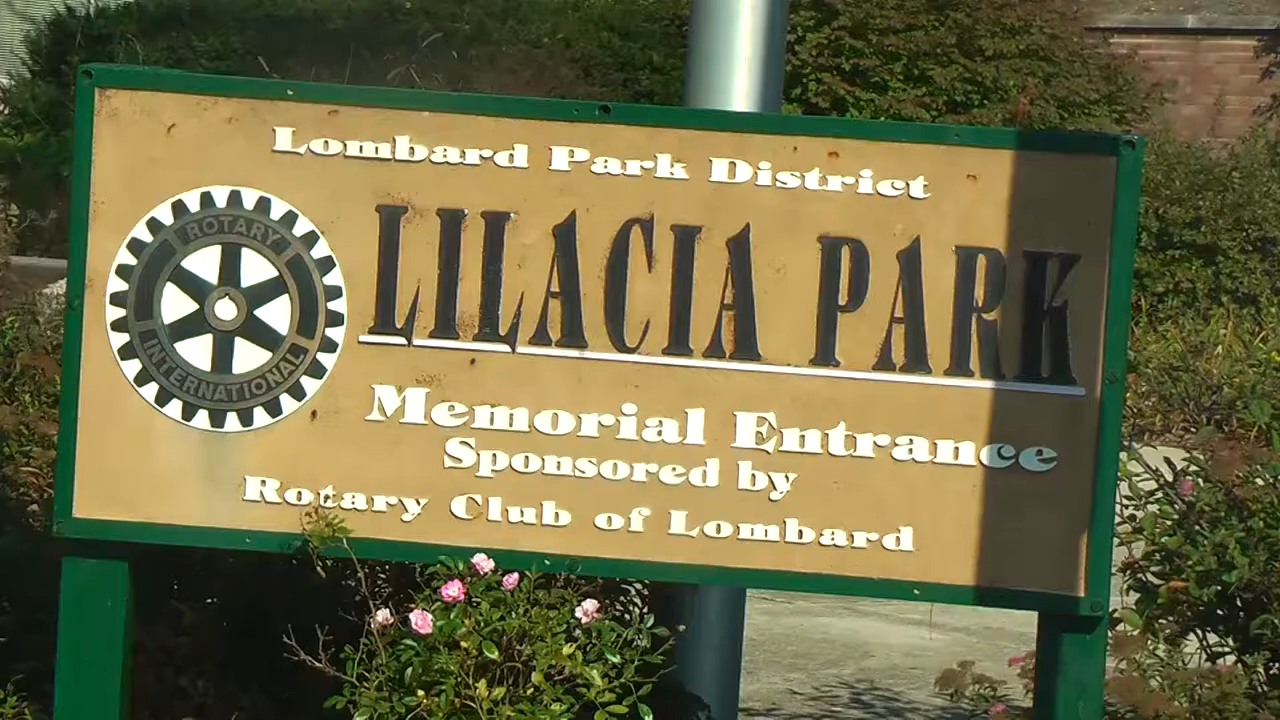 Lombard Park District
ROTARY
INTERNATIONAL
LILACIA PARK
Memorial Entrance
Sponsored by
Rotary Club of Lombard